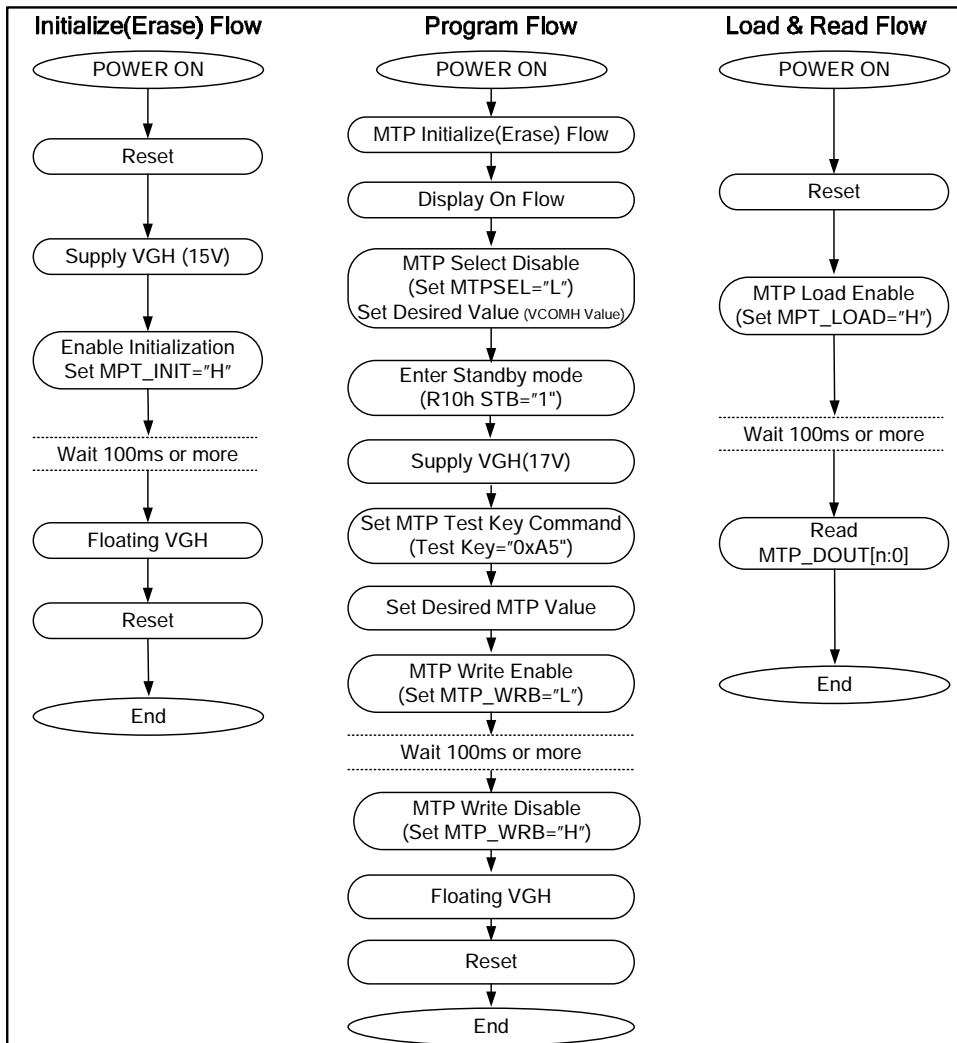 Initialize(Erase) Flow
POWER ON
Reset
Supply VGH (15V)
Enable Initialization
Set MPT_INIT="H"
Wait 100ms or more
Floating VGH
Reset
End
Program Flow
POWER ON
MTP Initialize(Erase) Flow
Display On Flow
MTP Select Disable
(Set MTPSEL="L")
Set Desired Value (VCOMH Value)
Enter Standby mode
(R10h STB="1")
Supply VGH(17V)
Set MTP Test Key Command
(Test Key="0xA5")
Set Desired MTP Value
MTP Write Enable
(Set MTP_WRB="L")
Wait 100ms or more
MTP Write Disable
(Set MTP_WRB="H")
Floating VGH
Reset
End
Load & Read Flow
POWER ON
Reset
MTP Load Enable
(Set MPT_LOAD="H")
Wait 100ms or more
Read
MTP_DOUT[n:0]
End